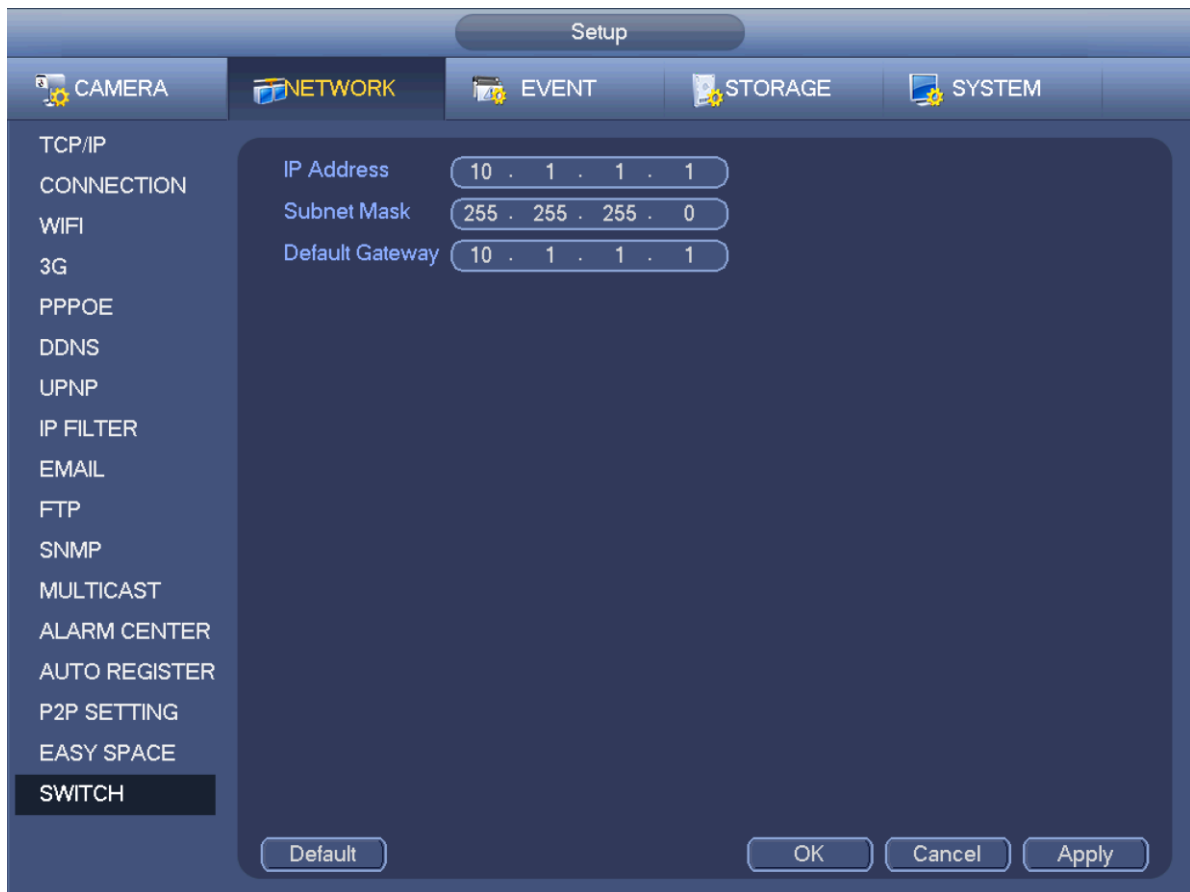 Setup
CAMERA NETWORK EVENT STORAGE SYSTEM
TCP/IP
CONNECTION
WIFI
3G
PPPOE
DDNS
UPNP
IP FILTER
EMAIL
FTP
SNMP
MULTICAST
ALARM CENTER
AUTO REGISTER
P2P SETTING
EASY SPACE
SWITCH
IP Address 10 . 1 . 1 . 1
Subnet Mask 255 . 255 . 255 . 0
Default Gateway 10 . 1 . 1 . 1
Default OK Cancel Apply